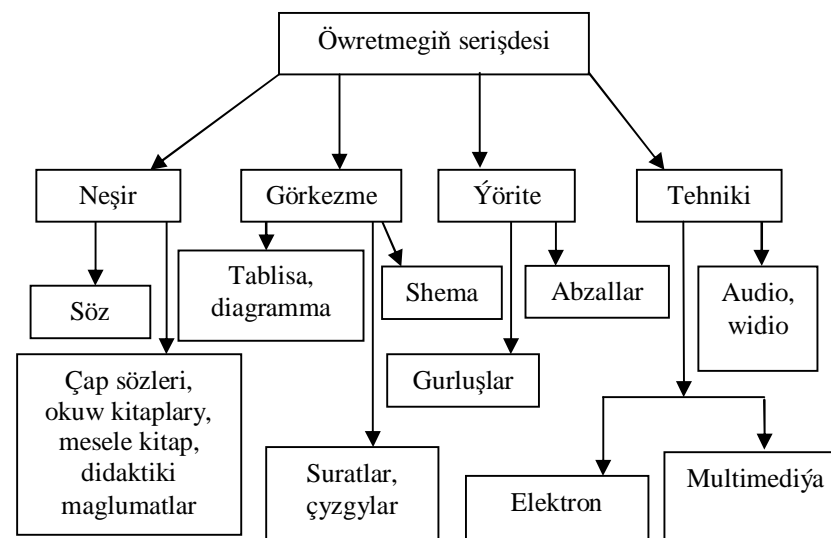 Öwretmegiň serişdesi
Neşir
Görkezme
Ýörite
Tehniki
Söz
Tablisa,
diagramma
Shema
Abzallar
Audio,
widio
Çap sözleri,
okuw kitaplary,
mesele kitap,
didaktiki
maglumatlar
Gurluşlar
Suratlar,
çyzgylar
Elektron
Multimediýa